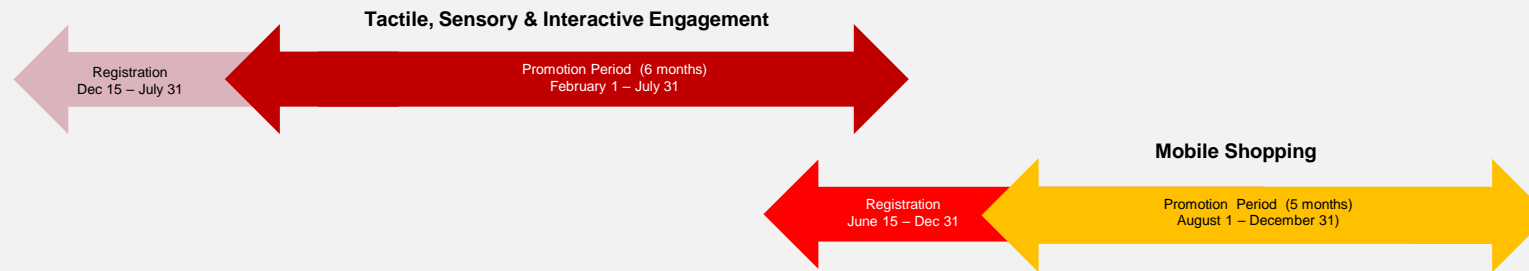 Tactile, Sensory & Interactive Engagement
Registration
Dec 15 – July 31
Promotion Period (6 months)
February 1 – July 31
Mobile Shopping
Registration
June 15 – Dec 31
Promotion Period (5 months)
August 1 – December 31)